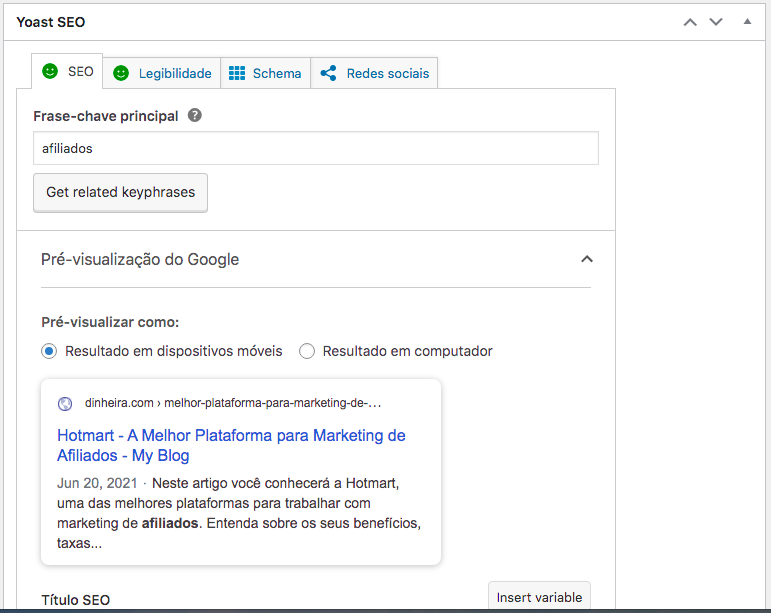 Yoast SEO
SEO
Legibilidade
Schema
Redes sociais
Frase-chave principal
afiliados
Get related keyphrases
Pré-visualização do Google
Pré-visualizar como:
Resultado em dispositivos móveis
Resultado em computador
dinheira.com › melhor-plataforma-para-marketing-de-…
Hotmart - A Melhor Plataforma para Marketing de
Afiliados - My Blog
Jun 20, 2021 · Neste artigo você conhecerá a Hotmart,
uma das melhores plataformas para trabalhar com
marketing de afiliados. Entenda sobre os seus benefícios,
taxas...
Título SEO
Insert variable